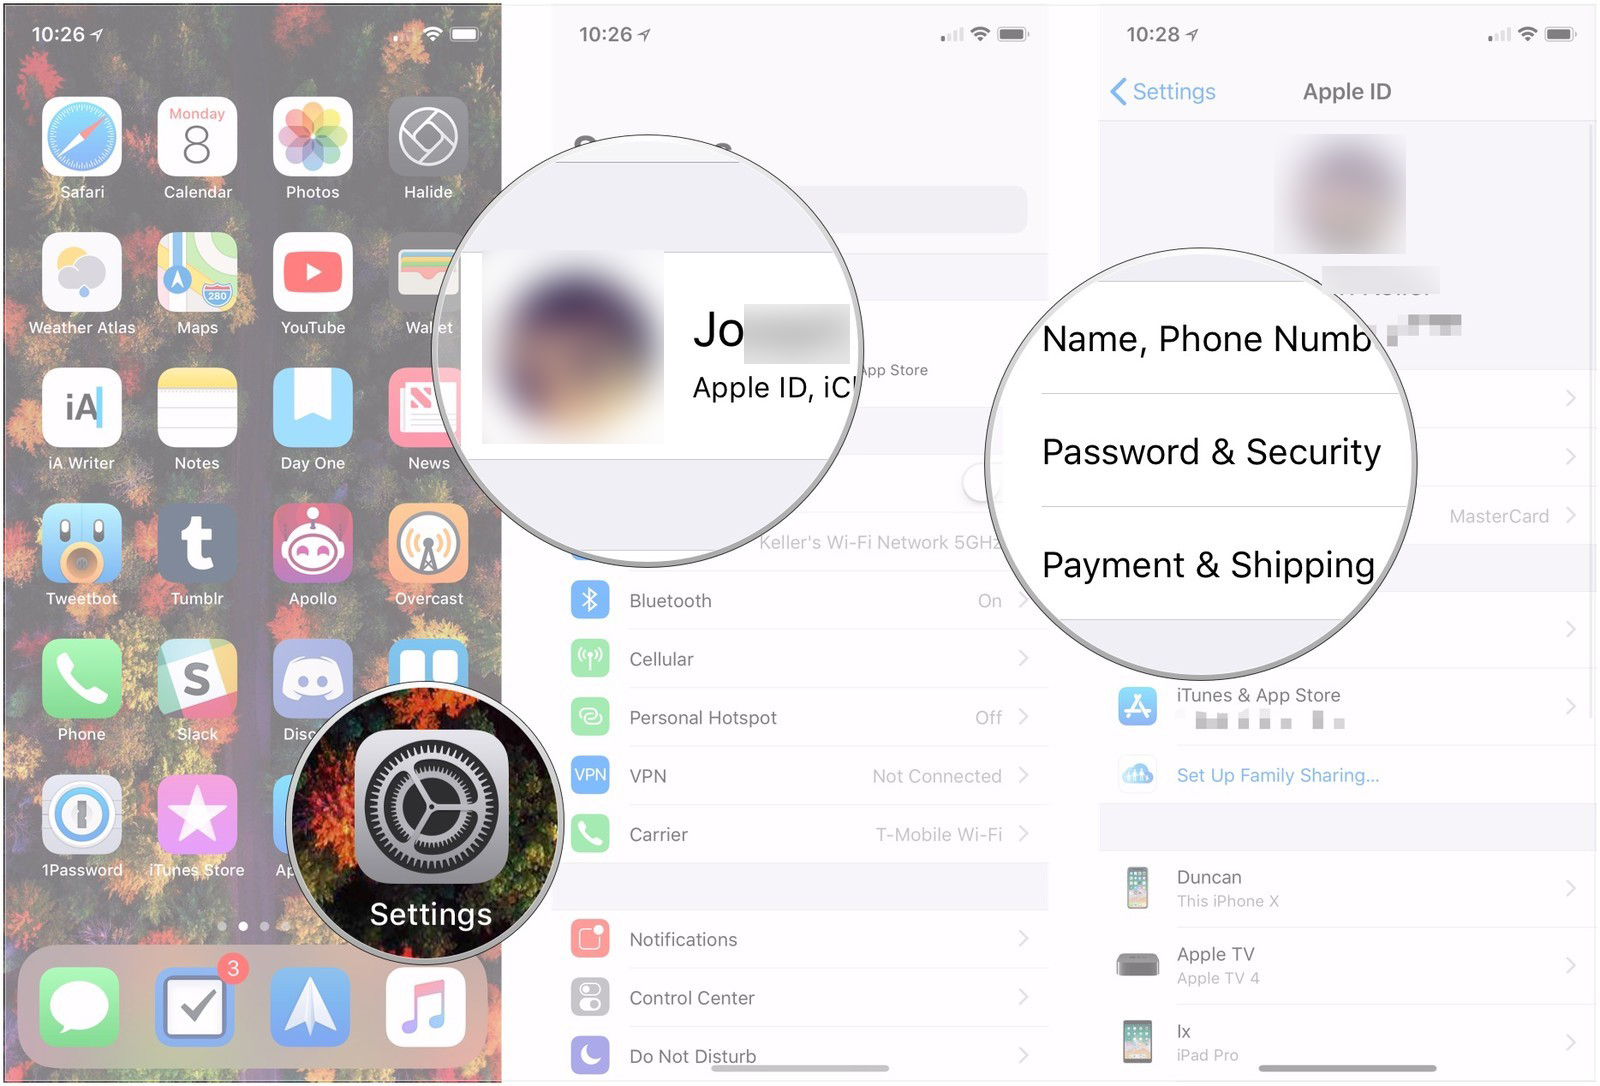 10:26
Monday
8
Safari
Calendar
Photos
Halide
280
Weather Atlas
Maps
YouTube
Wallet
iA
iA Writer
Notes
Day One
News
t
Tweetbot
Tumblr
Apollo
Overcast
S
Phone
Slack
Disc
1Password
iTunes Store
Ap
Settings
3
10:26
Jo
Apple ID, iCl
App Store
Keller's Wi-Fi Network 5GHz
Bluetooth
On
Cellular
Personal Hotspot
Off
VPN
VPN
Not Connected
Carrier
T-Mobile Wi-Fi
Notifications
Control Center
Do Not Disturb
10:28
Settings
Apple ID
Name, Phone Numb
Password & Security
MasterCard
Payment & Shipping
iTunes & App Store
Set Up Family Sharing...
Duncan
This iPhone X
Apple TV
Apple TV 4
Ix
iPad Pro